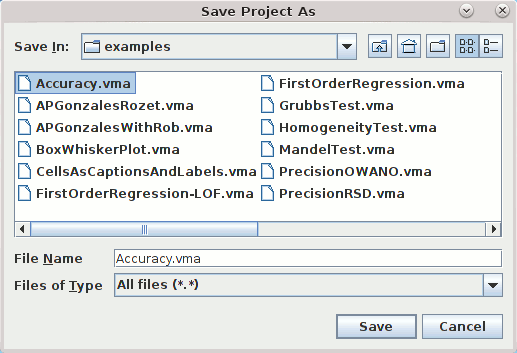 Save Project As
Save In: examples
Accuracy.vma
APGonzalesRozet.vma
APGonzalesWithRob.vma
BoxWhiskerPlot.vma
CellsAsCaptionsAndLabels.vma
FirstOrderRegression-LOF.vma
FirstOrderRegression.vma
GrubbsTest.vma
HomogeneityTest.vma
MandelTest.vma
PrecisionOWANO.vma
PrecisionRSD.vma
File Name Accuracy.vma
Files of Type All files (*.*)
Save Cancel